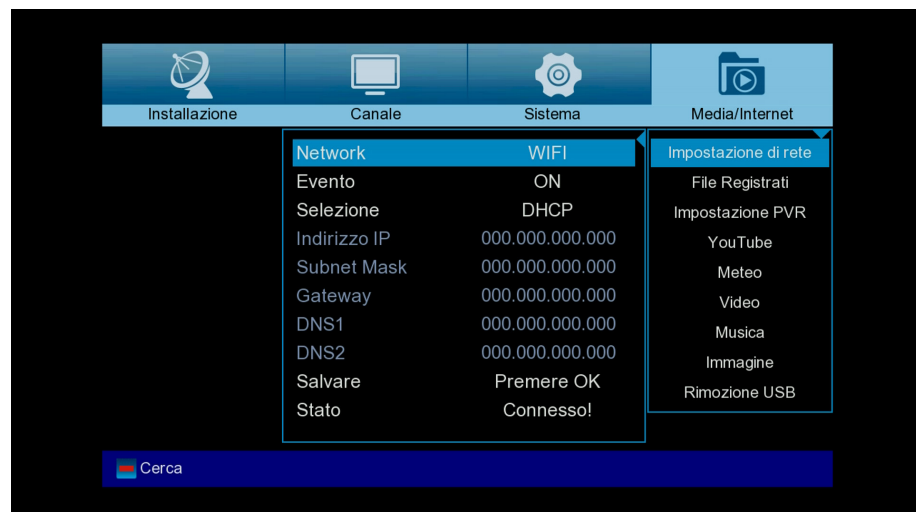 Installazione Canale Sistema Media/Internet
Network WIFI
Evento ON
Selezione DHCP
Indirizzo IP 000.000.000.000
Subnet Mask 000.000.000.000
Gateway 000.000.000.000
DNS1 000.000.000.000
DNS2 000.000.000.000
Salvare Premere OK
Stato Connesso!
Impostazione di rete
File Registrati
Impostazione PVR
YouTube
Meteo
Video
Musica
Immagine
Rimozione USB
Cerca